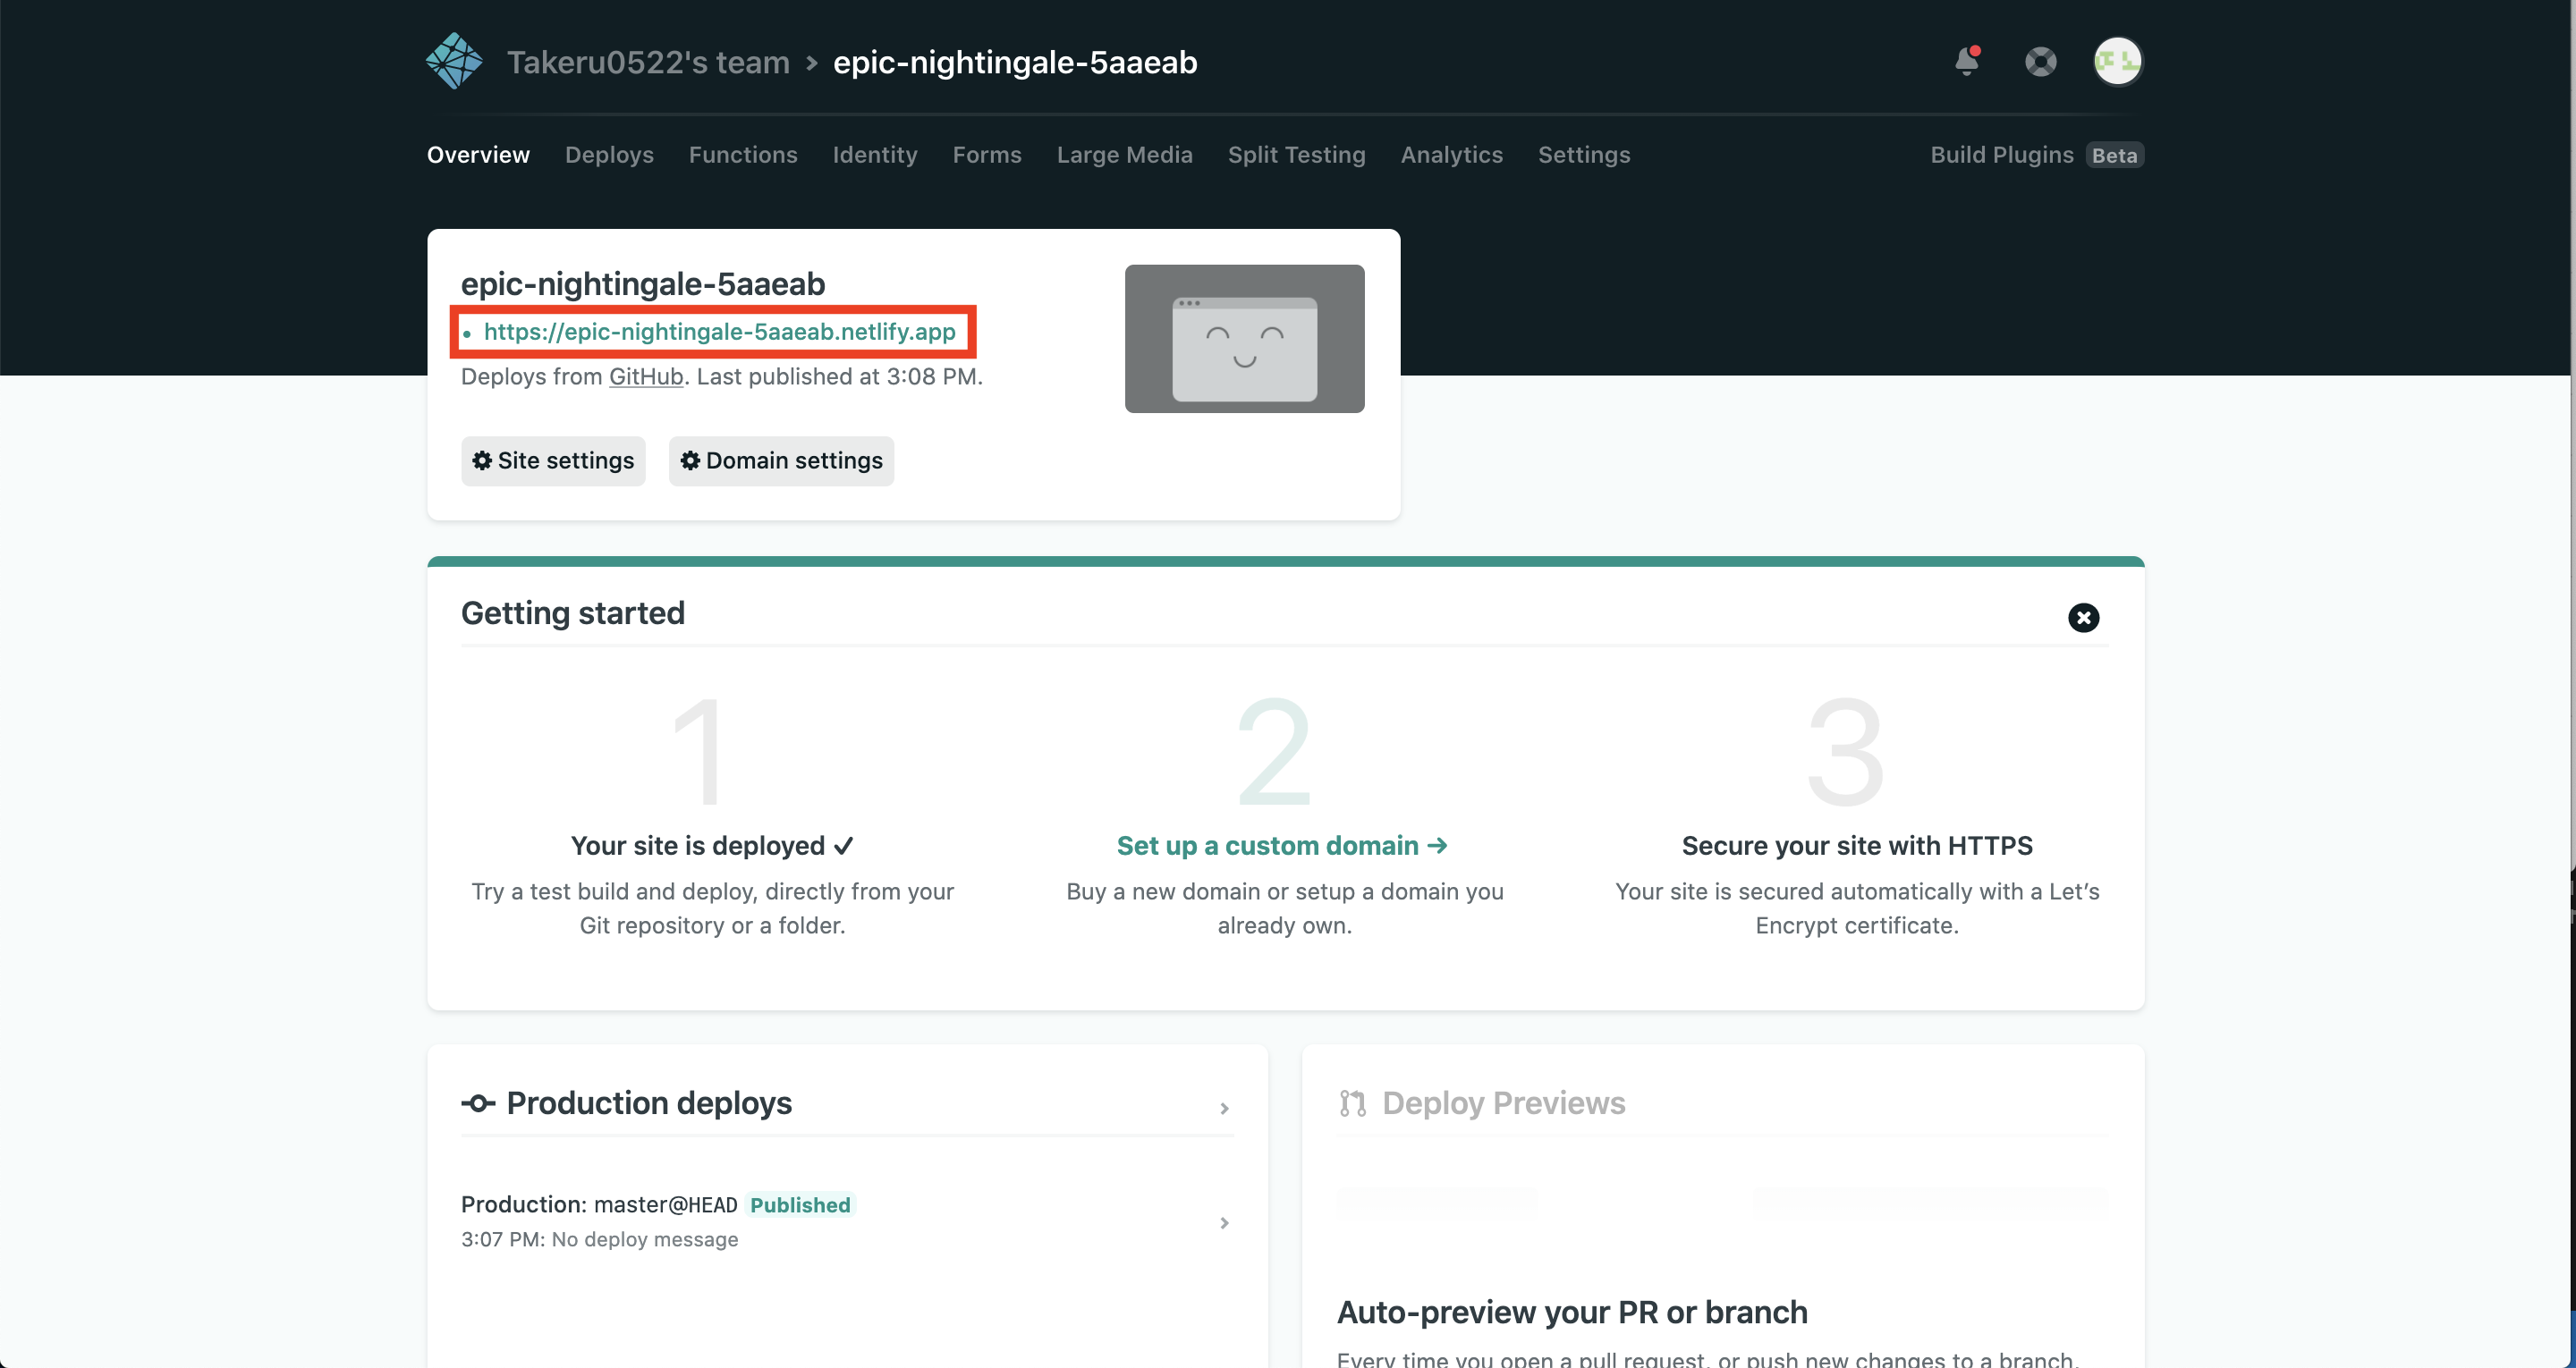 Takeru0522's team > epic-nightingale-5aaeab
Overview Deploys Functions Identity Forms Large Media Split Testing Analytics Settings Build Plugins Beta
epic-nightingale-5aaeab
• https://epic-nightingale-5aaeab.netlify.app
Deploys from GitHub. Last published at 3:08 PM.
Site settings Domain settings
Getting started
1 2 3
Your site is deployed ✓
Try a test build and deploy, directly from your
Git repository or a folder.
Set up a custom domain →
Buy a new domain or setup a domain you
already own.
Secure your site with HTTPS
Your site is secured automatically with a Let’s
Encrypt certificate.
Production deploys
Production: master@HEAD Published
3:07 PM: No deploy message
Deploy Previews
Auto-preview your PR or branch
Every time you open a pull request, or push new changes to a branch,